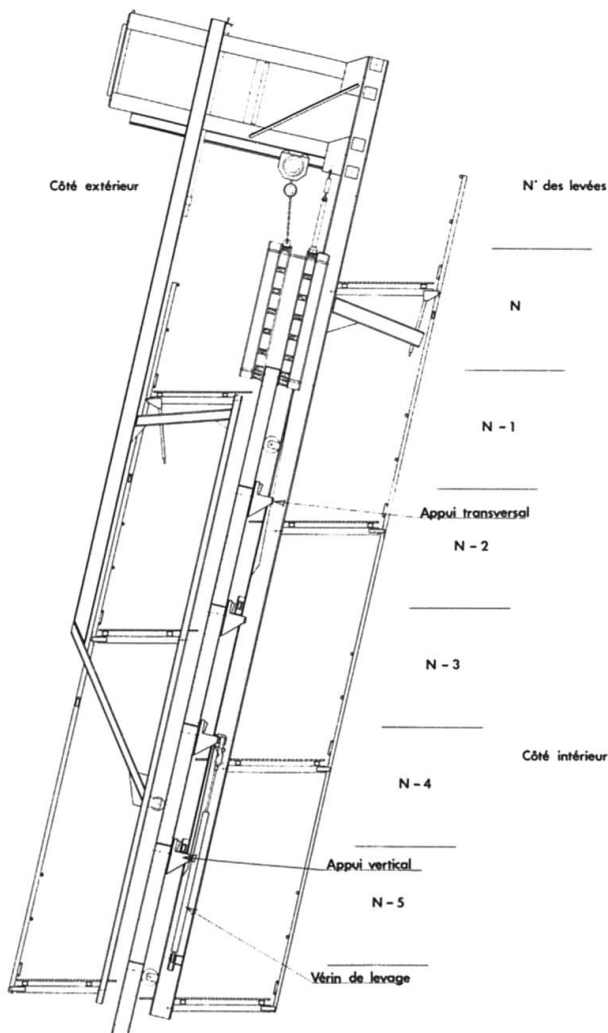 Côté extérieur
N° des levées
N
N - 1
Appui transversal
N - 2
N - 3
Côté intérieur
N - 4
Appui vertical
N - 5
Vérin de levage